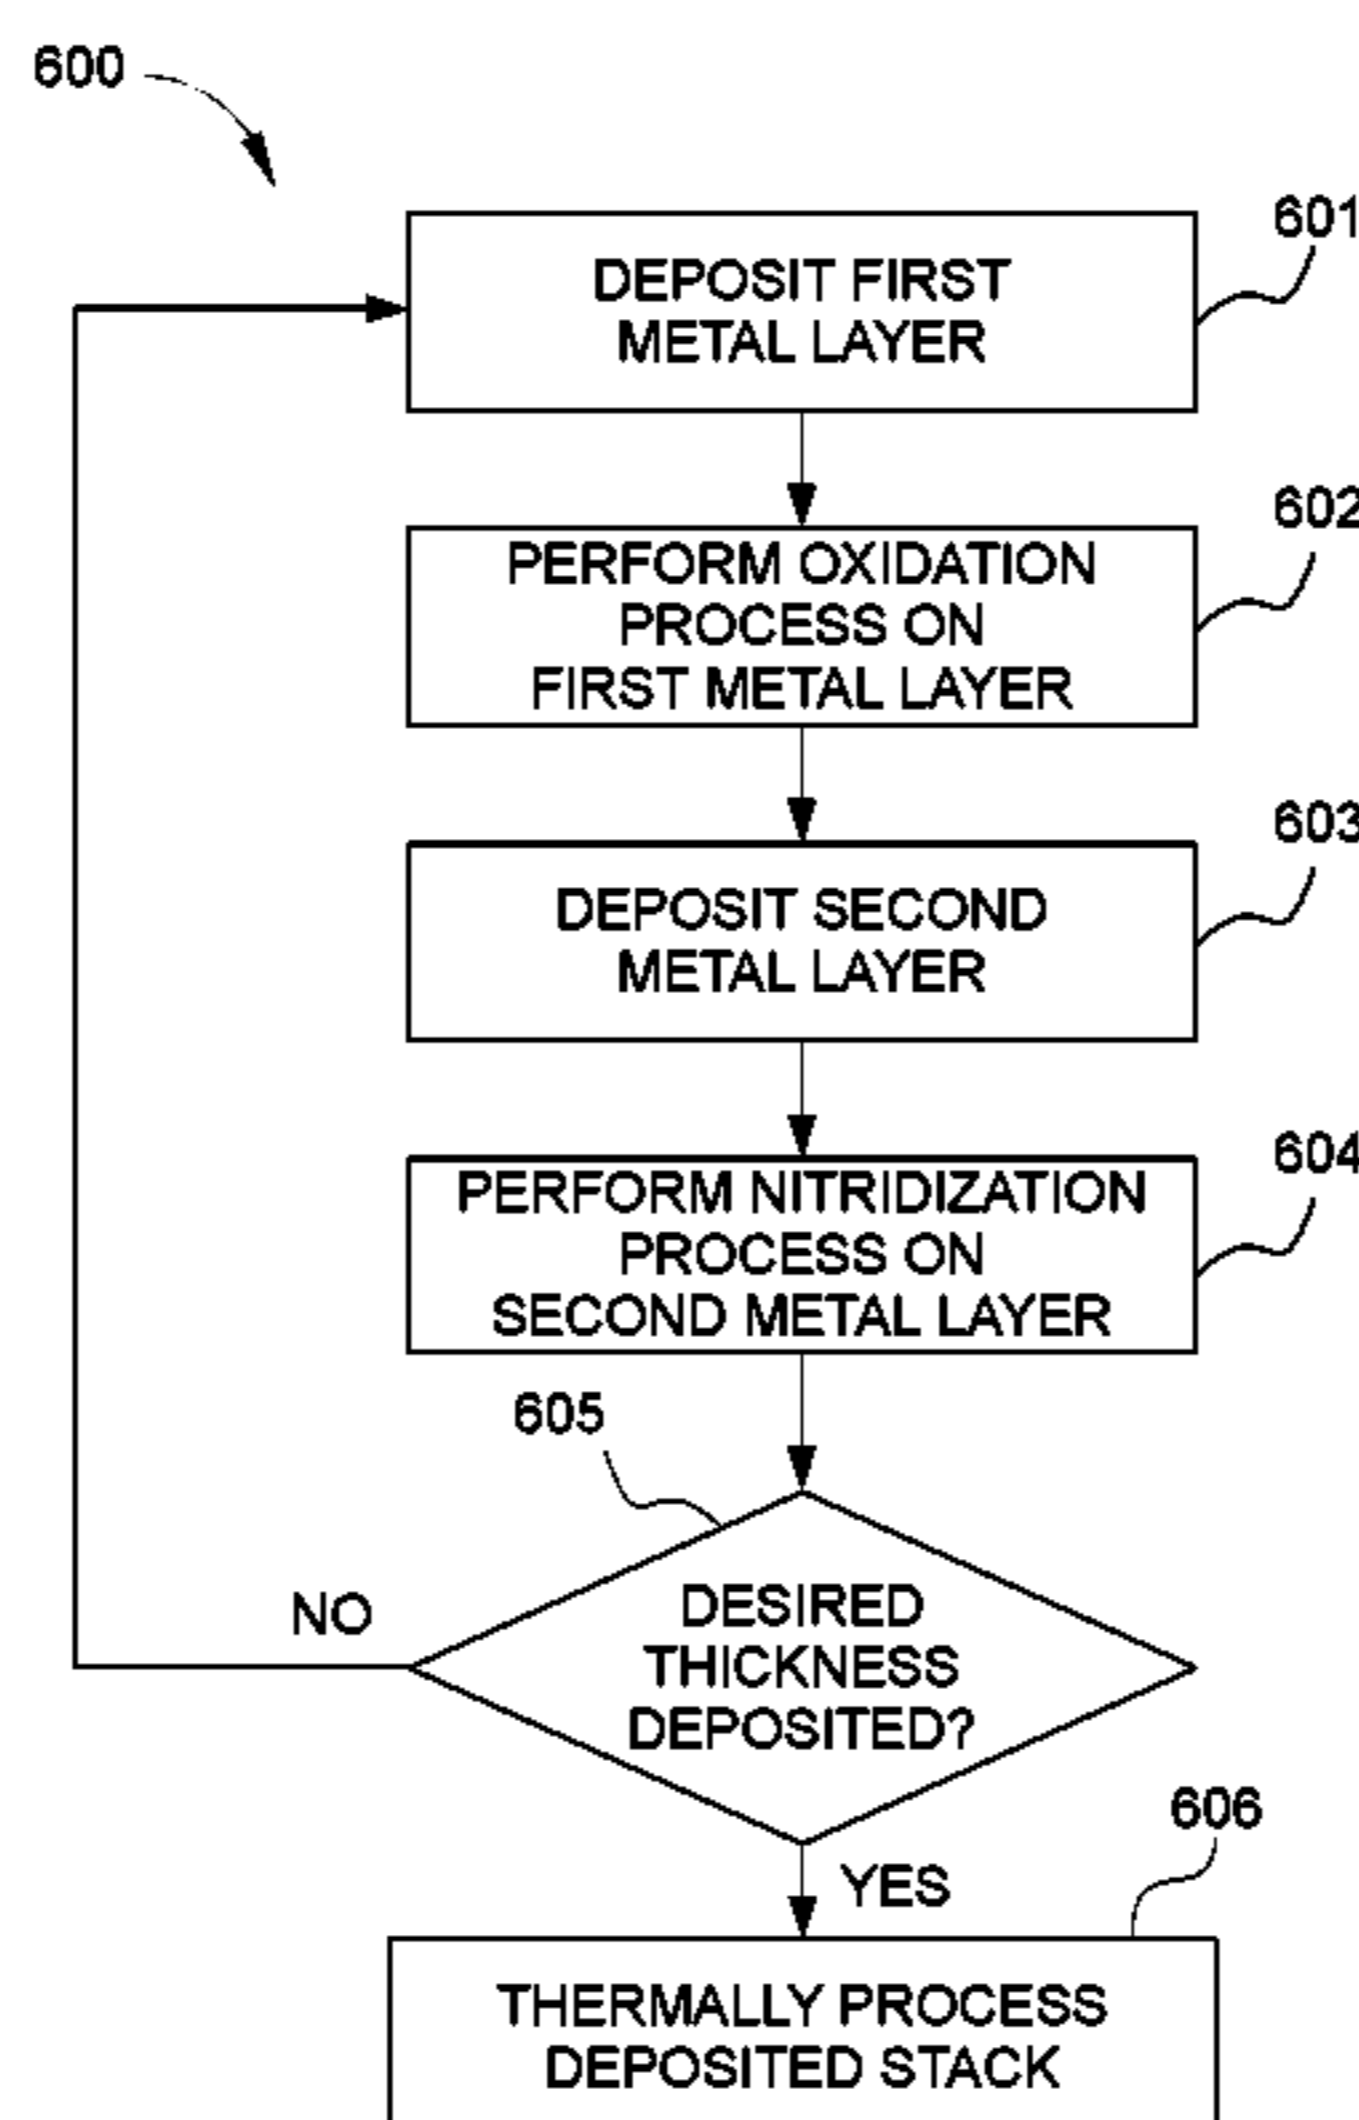 600
601
DEPOSIT FIRST
METAL LAYER
602
PERFORM OXIDATION
PROCESS ON
FIRST METAL LAYER
603
DEPOSIT SECOND
METAL LAYER
604
PERFORM NITRIDIZATION
PROCESS ON
SECOND METAL LAYER
605
NO
DESIRED
THICKNESS
DEPOSITED?
606
YES
THERMALLY PROCESS
DEPOSITED STACK